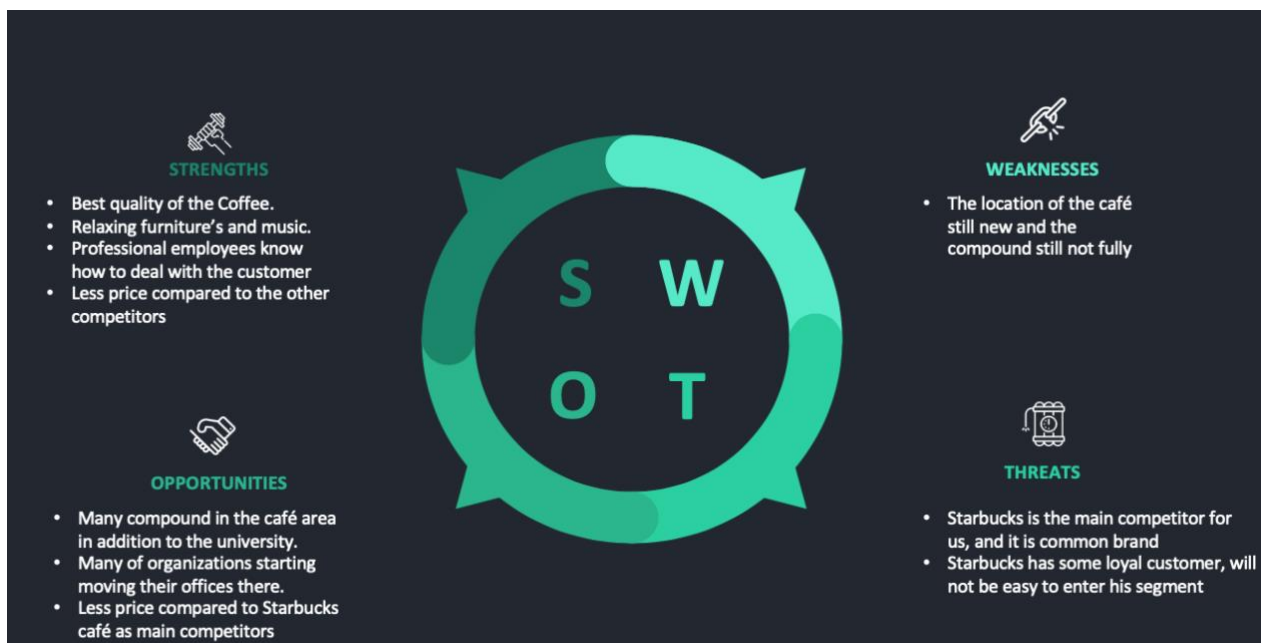 STRENGTHS
• Best quality of the Coffee.
• Relaxing furniture's and music.
• Professional employees know
how to deal with the customer
• Less price compared to the other
competitors
WEAKNESSES
• The location of the café
still new and the
compound still not fully
S W
O T
OPPORTUNITIES
• Many compound in the café area
in addition to the university.
• Many of organizations starting
moving their offices there.
• Less price compared to Starbucks
café as main competitors
THREATS
• Starbucks is the main competitor for
us, and it is common brand
• Starbucks has some loyal customer, will
not be easy to enter his segment